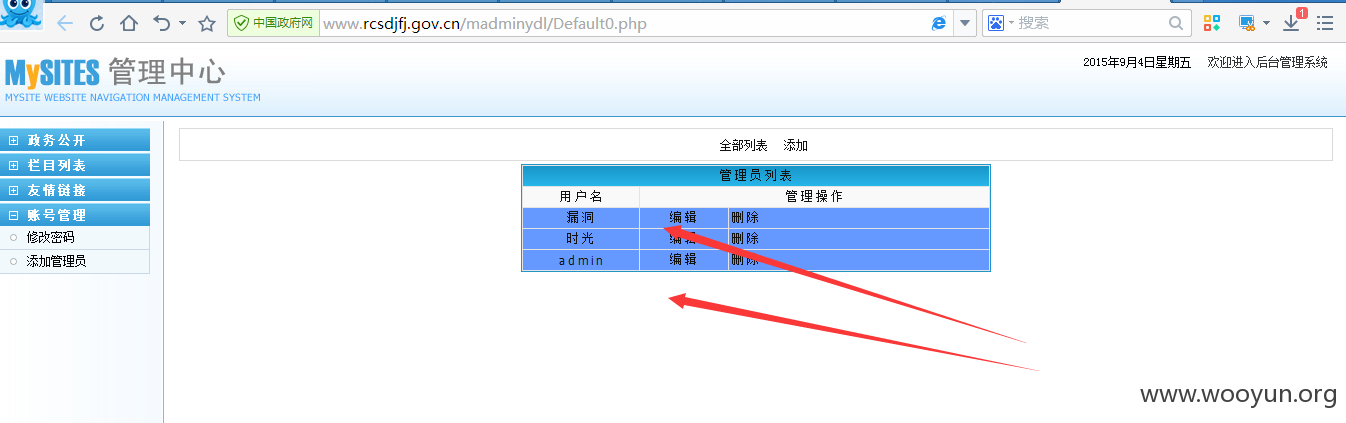 中国政府网 www.rcsdjfj.gov.cn/madminydl/Default0.php 搜索 1
MySITES 管理中心 2015年9月4日星期五 欢迎进入后台管理系统
MYSITE WEBSITE NAVIGATION MANAGEMENT SYSTEM
政务公开
栏目列表
友情链接
账号管理
修改密码
添加管理员
全部列表 添加
管理员列表
用户名 管理操作
漏洞 编辑 删除
时光 编辑 删除
admin 编辑 删除
www.wooyun.org